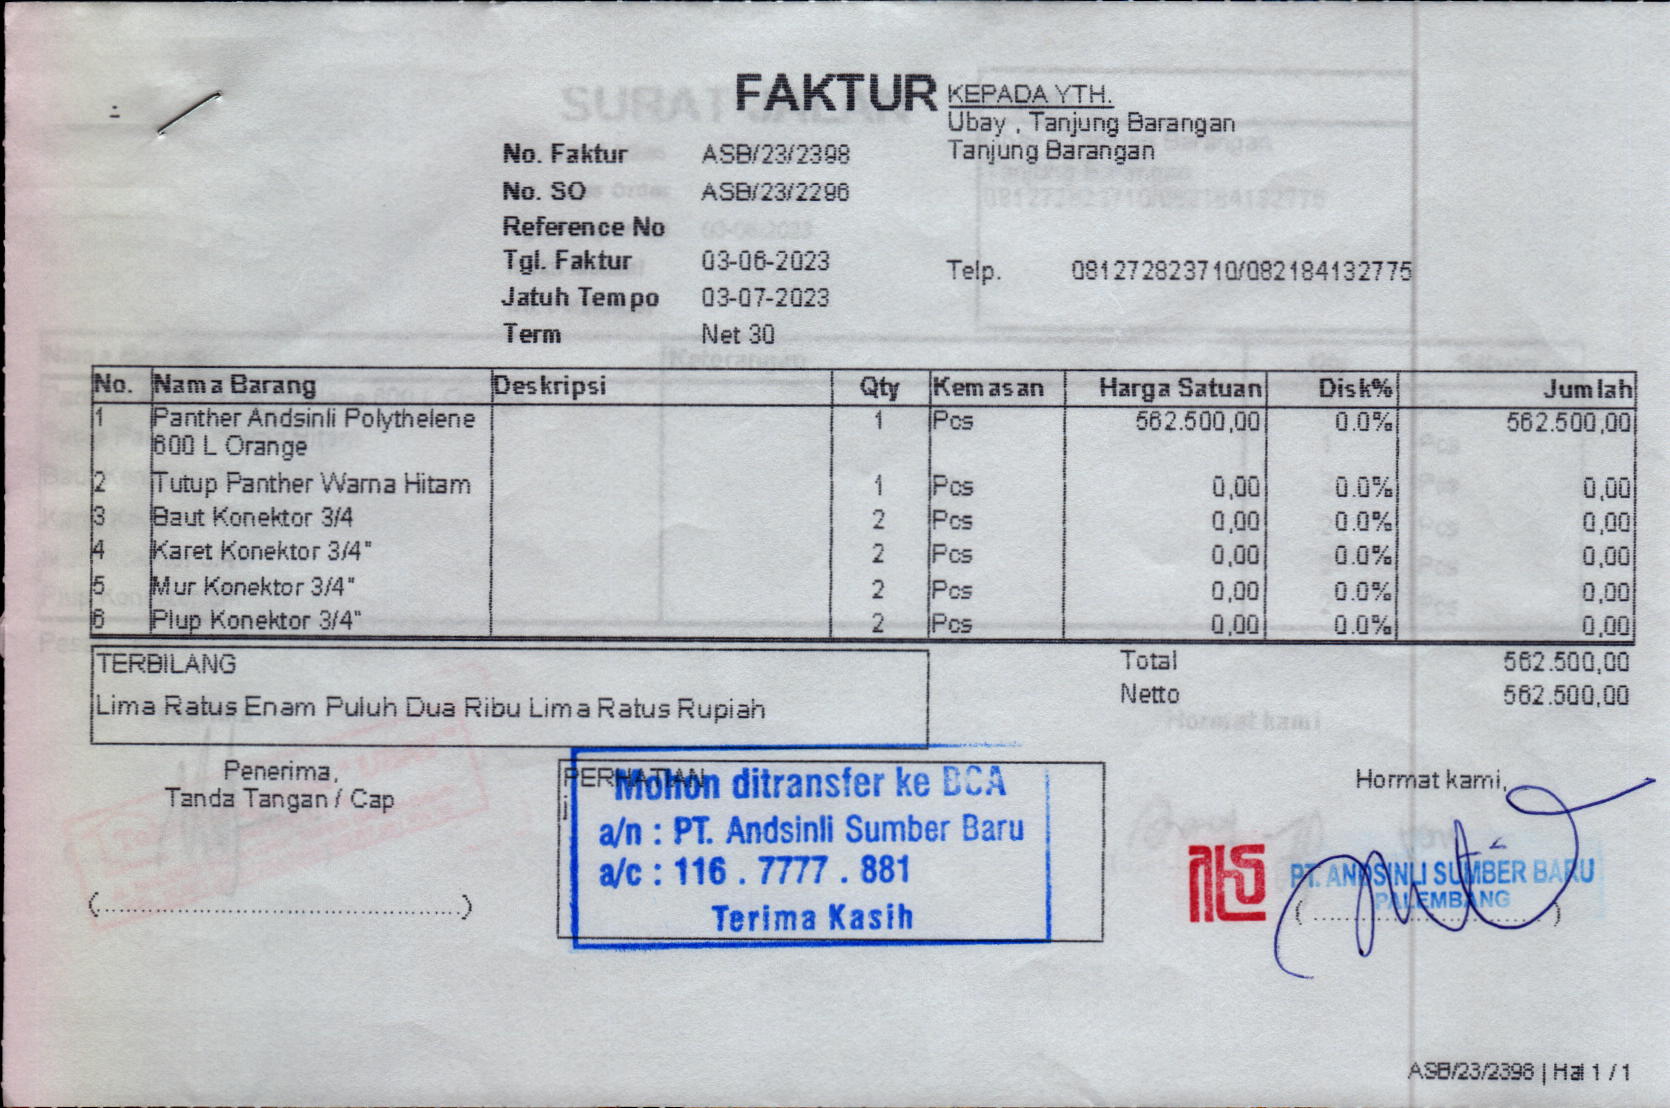 FAKTUR
KEPADA YTH.
Ubay , Tanjung Barangan
Tanjung Barangan
No. Faktur ASB/23/2398
No. SO ASB/23/2296
Reference No
Tgl. Faktur 03-06-2023
Telp. 081272823710/082184132775
Jatuh Tempo 03-07-2023
Term Net 30
No. Nama Barang Deskripsi Qty Kemasan Harga Satuan Disk% Jumlah
1 Panther Andsinli Polythelene 1 Pcs 562.500,00 0.0% 562.500,00
600 L Orange
2 Tutup Panther Warna Hitam 1 Pcs 0,00 0.0% 0,00
3 Baut Konektor 3/4 2 Pcs 0,00 0.0% 0,00
4 Karet Konektor 3/4" 2 Pcs 0,00 0.0% 0,00
5 Mur Konektor 3/4" 2 Pcs 0,00 0.0% 0,00
6 Plup Konektor 3/4" 2 Pcs 0,00 0.0% 0,00
TERBILANG
Lima Ratus Enam Puluh Dua Ribu Lima Ratus Rupiah
Total 562.500,00
Netto 562.500,00
Penerima,
Tanda Tangan / Cap
PERHATIAN
Mohon ditransfer ke BCA
a/n : PT. Andsinli Sumber Baru
a/c : 116 . 7777 . 881
Terima Kasih
Hormat kami,
PT. ANDSINLI SUMBER BARU
PALEMBANG
ASB/23/2398 | Hal 1 / 1